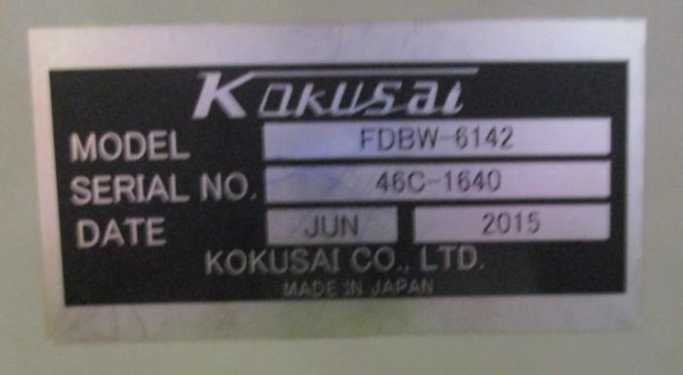 Kokusai
MODEL FDBW-6142
SERIAL NO. 46C-1640
DATE JUN 2015
KOKUSAI CO., LTD.
MADE IN JAPAN